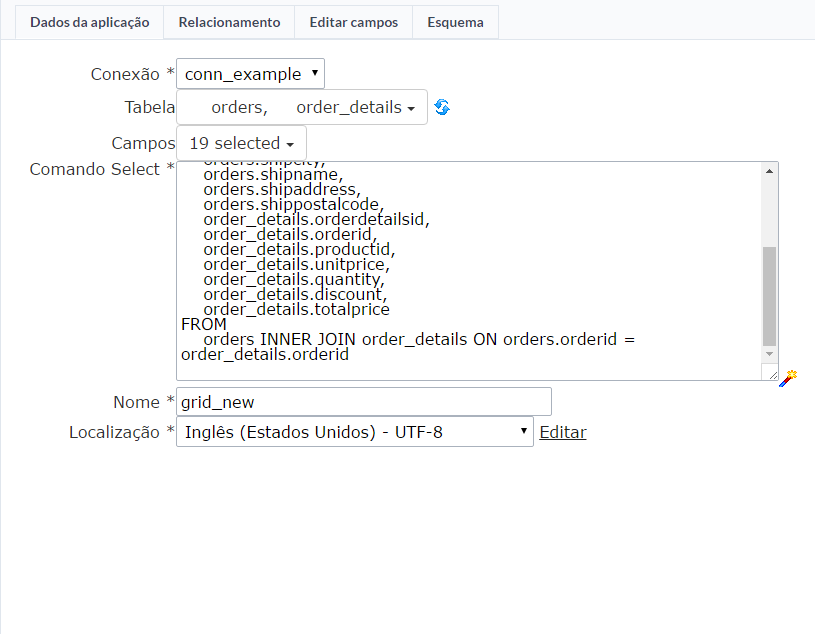 Dados da aplicação Relacionamento Editar campos Esquema
Conexão * conn_example
Tabela orders, order_details
Campos 19 selected
Comando Select *
orders.shipcity,
orders.shipname,
orders.shipaddress,
orders.shippostalcode,
order_details.orderdetailsid,
order_details.orderid,
order_details.productid,
order_details.unitprice,
order_details.quantity,
order_details.discount,
order_details.totalprice
FROM
orders INNER JOIN order_details ON orders.orderid =
order_details.orderid
Nome * grid_new
Localização * Inglês (Estados Unidos) - UTF-8 Editar